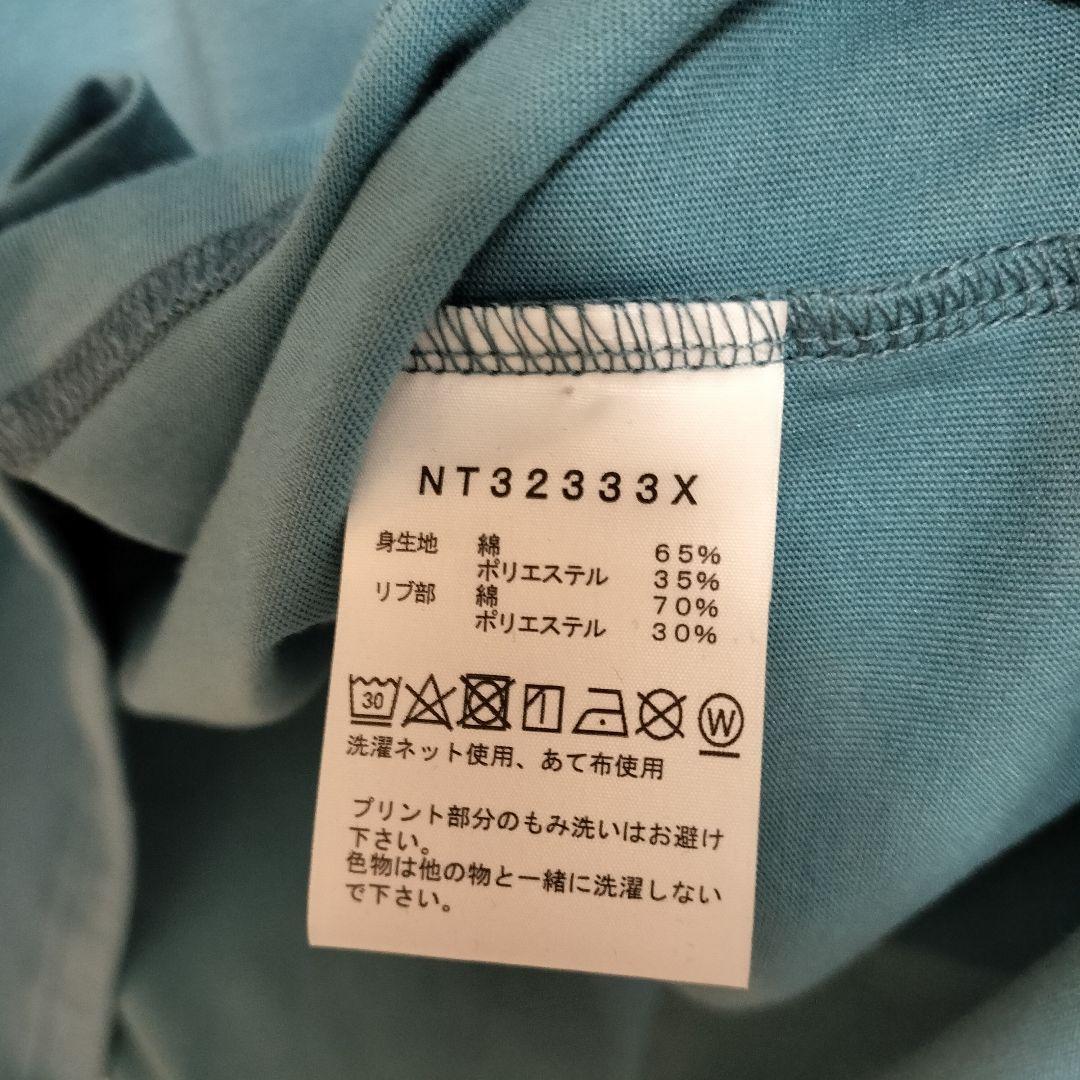 NT32333X
身生地 綿 65%
ポリエステル 35%
リブ部 綿 70%
ポリエステル 30%
30 W
洗濯ネット使用、あて布使用
プリント部分のもみ洗いはお避け
下さい。
色物は他の物と一緒に洗濯しない
で下さい。